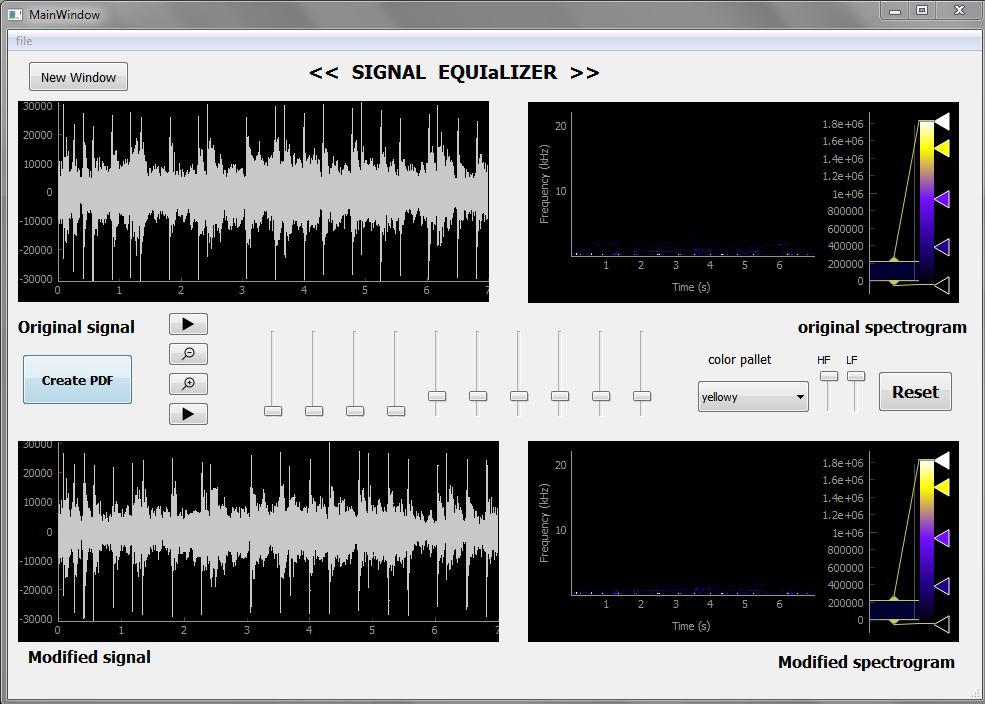 MainWindow
file
New Window
<< SIGNAL EQUIaLIZER >>
30000
20000
10000
0
-10000
-20000
-30000
0 1 2 3 4 5 6 7
20
10
Frequency (kHz)
1 2 3 4 5 6
Time (s)
1.8e+06
1.6e+06
1.4e+06
1.2e+06
1e+06
800000
600000
400000
200000
0
Original signal
original spectrogram
Create PDF
color pallet
HF LF
yellowy
Reset
30000
20000
10000
0
-10000
-20000
-30000
0 1 2 3 4 5 6 7
20
10
Frequency (kHz)
1 2 3 4 5 6
Time (s)
1.8e+06
1.6e+06
1.4e+06
1.2e+06
1e+06
800000
600000
400000
200000
0
Modified signal
Modified spectrogram